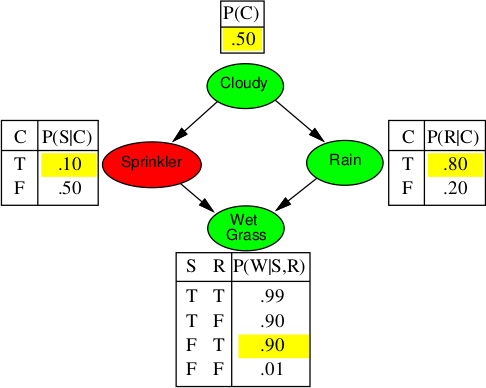 P(C)
.50
Cloudy
C P(S|C)
T .10
F .50
Sprinkler
Rain
C P(R|C)
T .80
F .20
Wet
Grass
S R P(W|S,R)
T T .99
T F .90
F T .90
F F .01